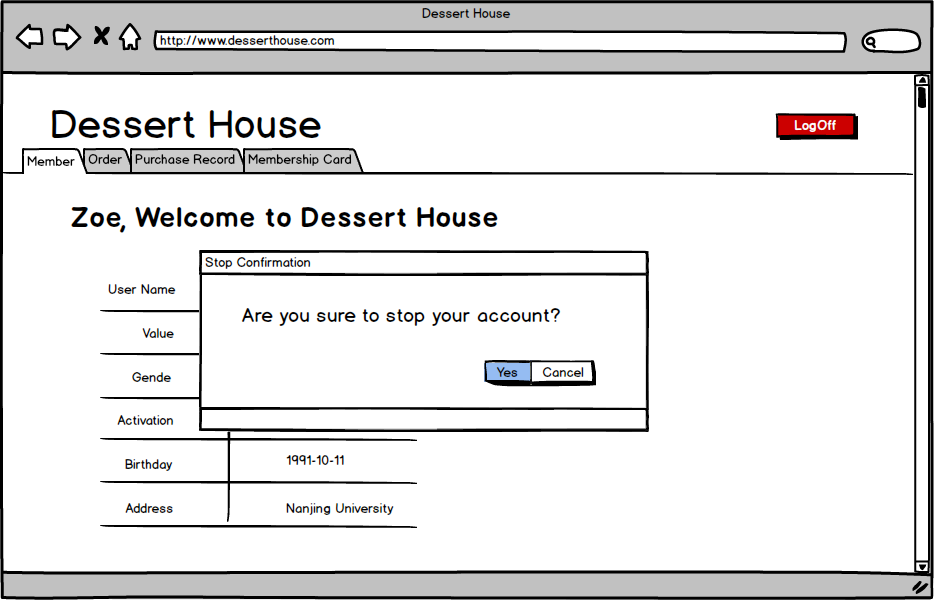 Dessert House
http://www.desserthouse.com
Dessert House
LogOff
Member Order Purchase Record Membership Card
Zoe, Welcome to Dessert House
Stop Confirmation
User Name
Are you sure to stop your account?
Value
Yes Cancel
Gende
Activation
Birthday 1991-10-11
Address Nanjing University